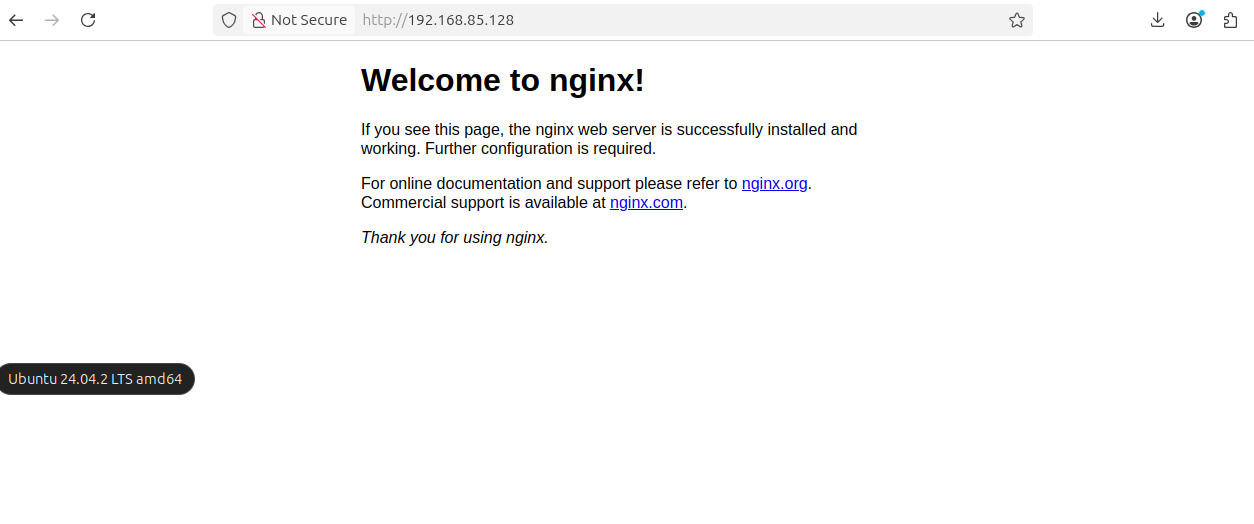 Not Secure http://192.168.85.128
Welcome to nginx!
If you see this page, the nginx web server is successfully installed and
working. Further configuration is required.
For online documentation and support please refer to nginx.org.
Commercial support is available at nginx.com.
Thank you for using nginx.
Ubuntu 24.04.2 LTS amd64